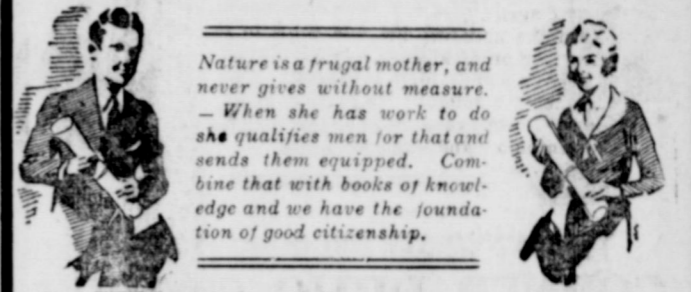 Nature is a frugal mother, and
never gives without measure.
— When she has work to do
she qualifies men for that and
sends them equipped. Com-
bine that with books of knowl-
edge and we have the founda-
tion of good citizenship.